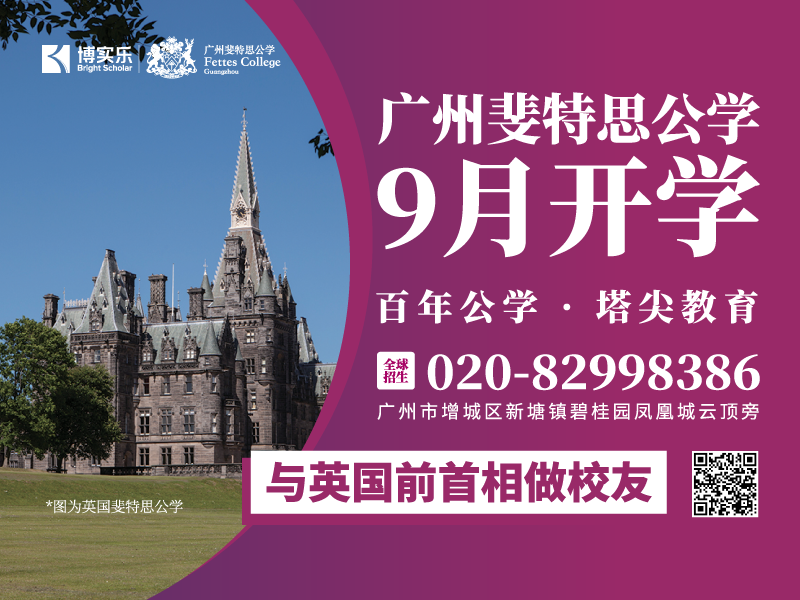 博实乐
Bright Scholar
广州斐特思公学
Fettes College
Guangzhou
广州斐特思公学
9月开学
百年公学 · 塔尖教育
全球
招生
020-82998386
广州市增城区新塘镇碧桂园凤凰城云顶旁
与英国前首相做校友
*图为英国斐特思公学